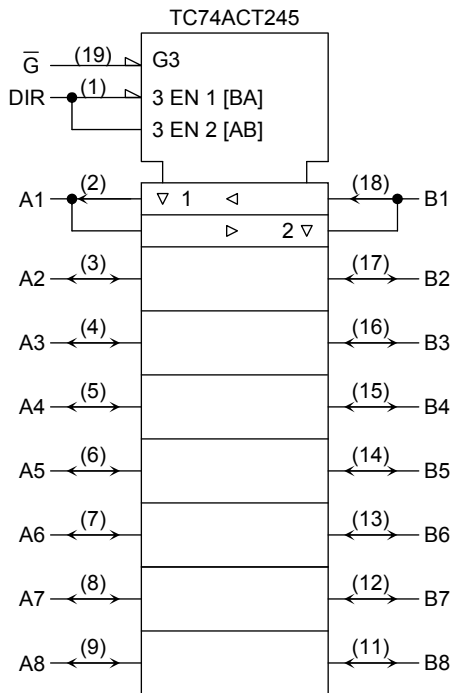 TC74ACT245
G̅ (19) G3
DIR (1) 3 EN 1 [BA]
3 EN 2 [AB]
A1 (2) ▽ 1 ◁ (18) B1
▷ 2 ▽
A2 (3) (17) B2
A3 (4) (16) B3
A4 (5) (15) B4
A5 (6) (14) B5
A6 (7) (13) B6
A7 (8) (12) B7
A8 (9) (11) B8